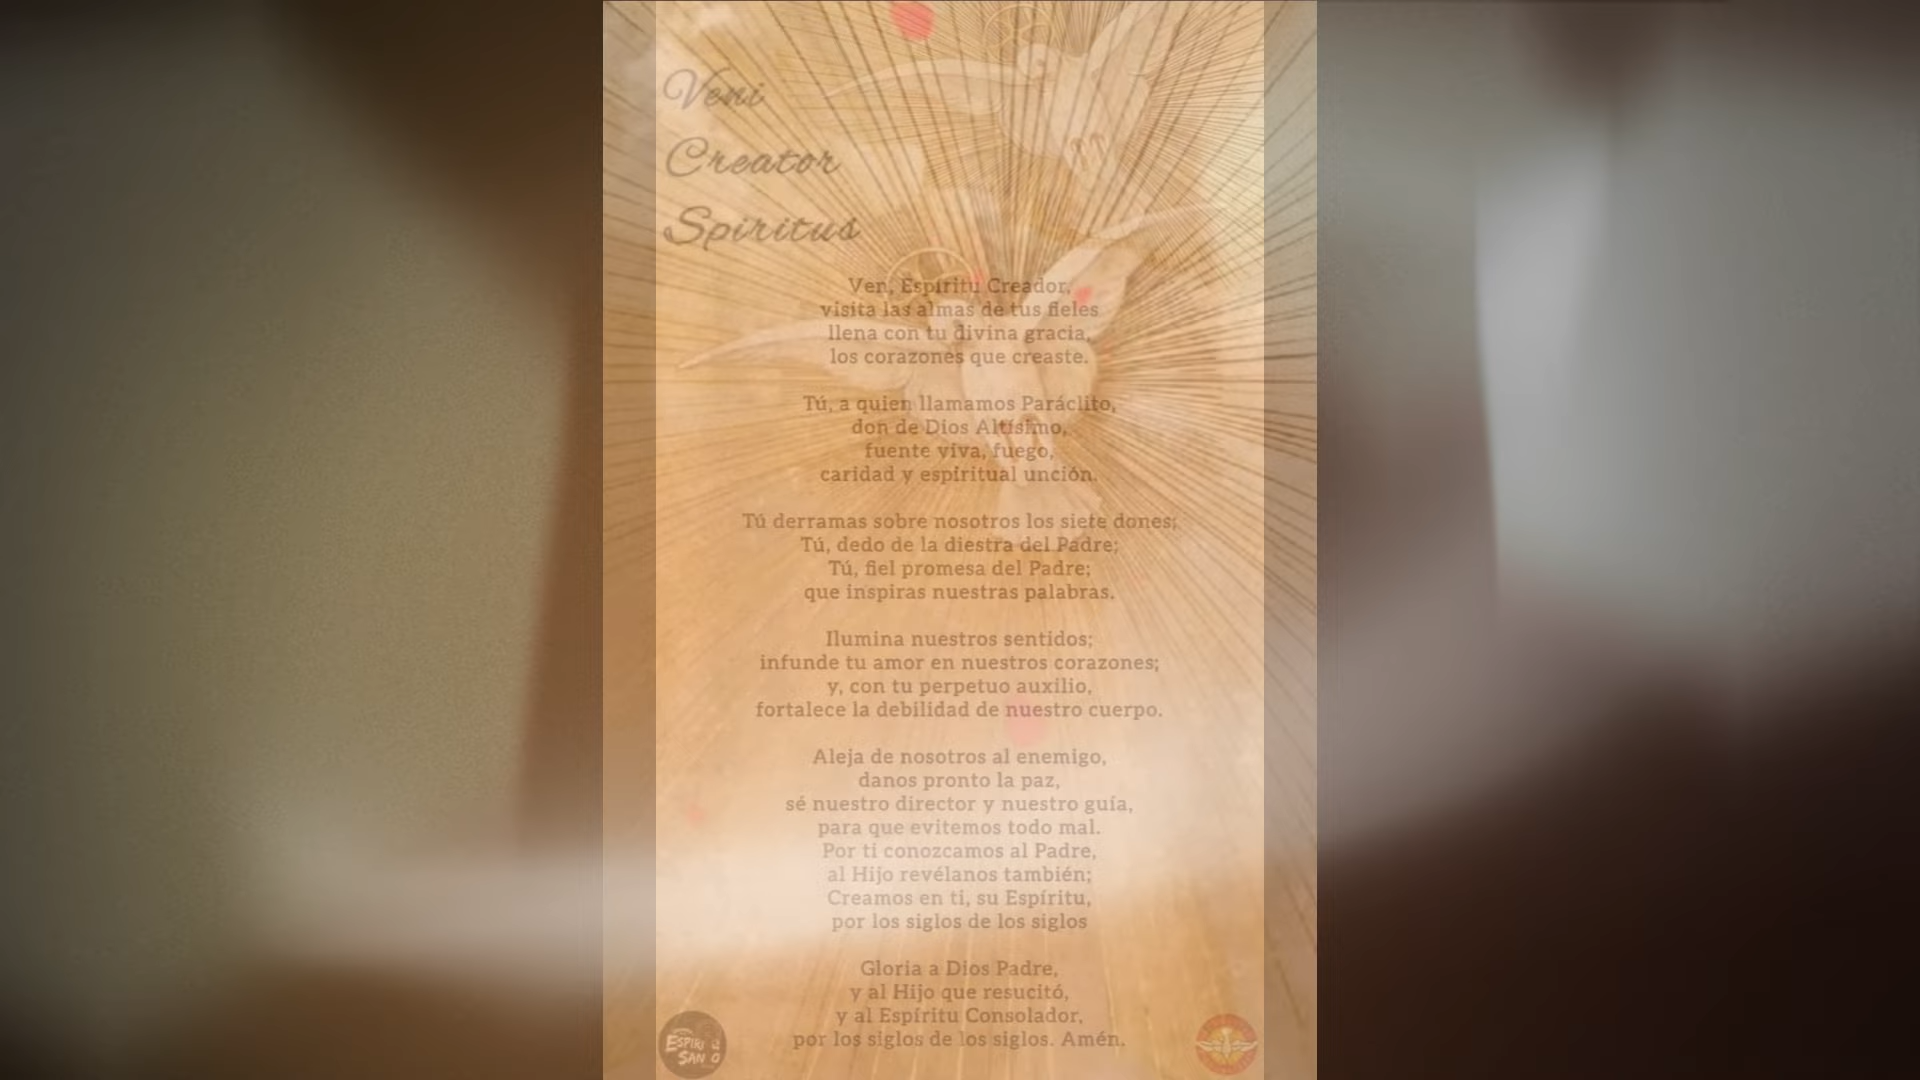 Veni
Creator
Spiritus
Ven, Espíritu Creador,
visita las almas de tus fieles
llena con tu divina gracia,
los corazones que creaste.
Tú, a quien llamamos Paráclito,
don de Dios Altísimo,
fuente viva, fuego,
caridad y espiritual unción.
Tú derramas sobre nosotros los siete dones;
Tú, dedo de la diestra del Padre;
Tú, fiel promesa del Padre;
que inspiras nuestras palabras.
Ilumina nuestros sentidos;
infunde tu amor en nuestros corazones;
y, con tu perpetuo auxilio,
fortalece la debilidad de nuestro cuerpo.
Aleja de nosotros al enemigo,
danos pronto la paz,
sé nuestro director y nuestro guía,
para que evitemos todo mal.
Por ti conozcamos al Padre,
al Hijo revélanos también;
Creamos en ti, su Espíritu,
por los siglos de los siglos
Gloria a Dios Padre,
y al Hijo que resucitó,
y al Espíritu Consolador,
por los siglos de los siglos. Amén.